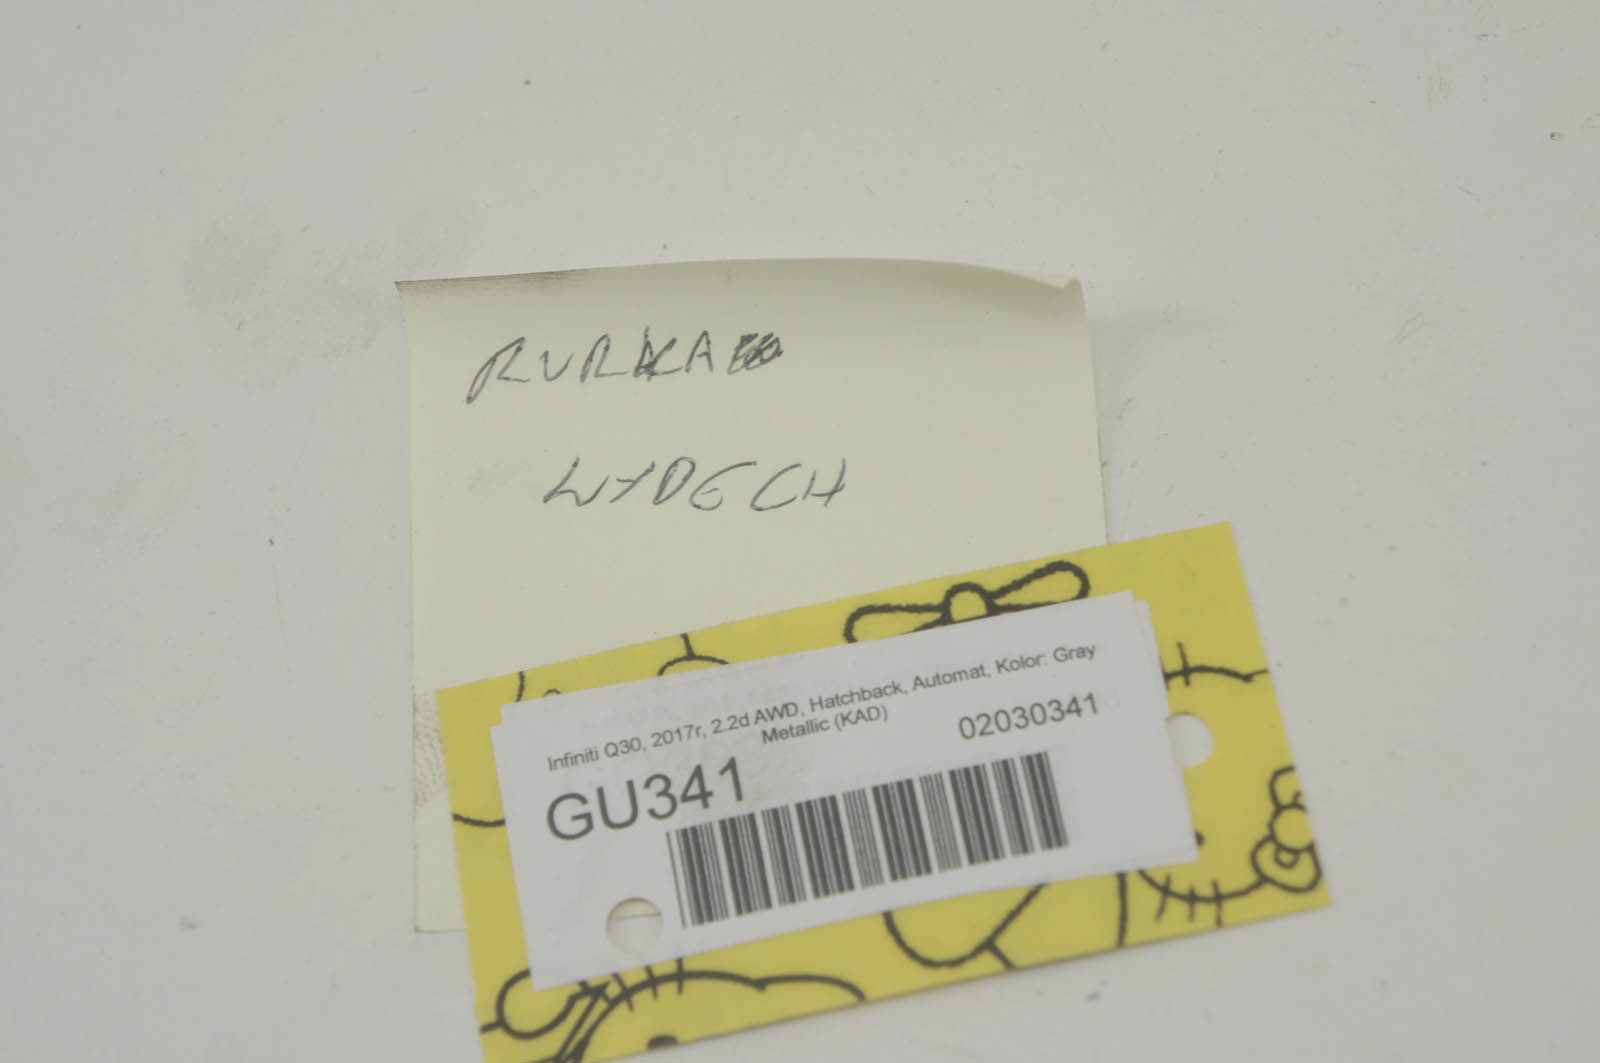 RURKA
WYDECH
Infiniti Q30, 2017r, 2.2d AWD, Hatchback, Automat, Kolor: Gray
Metallic (KAD)
02030341
GU341